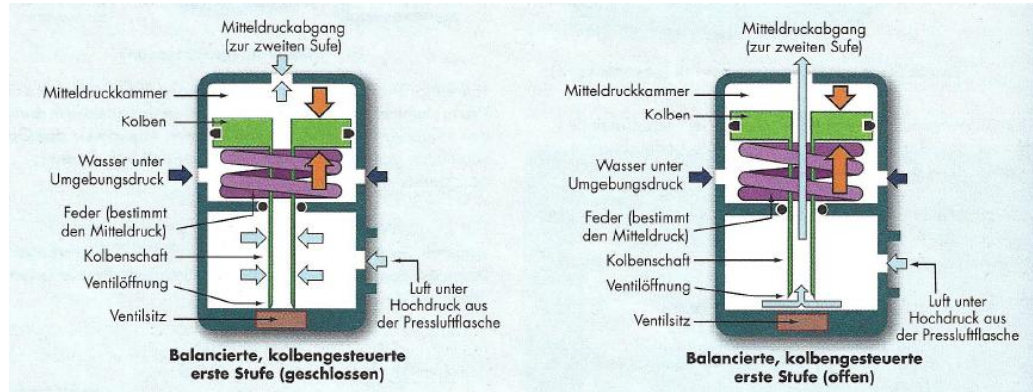 Mitteldruckabgang
(zur zweiten Sufe)
Mitteldruckkammer
Kolben
Wasser unter
Umgebungsdruck
Feder (bestimmt
den Mitteldruck)
Kolbenschaft
Ventilöffnung
Ventilsitz
Luft unter
Hochdruck aus
der Pressluftflasche
Balancierte, kolbengesteuerte
erste Stufe (geschlossen)
Mitteldruckabgang
(zur zweiten Sufe)
Mitteldruckkammer
Kolben
Wasser unter
Umgebungsdruck
Feder (bestimmt
den Mitteldruck)
Kolbenschaft
Ventilöffnung
Ventilsitz
Luft unter
Hochdruck aus
der Pressluftflasche
Balancierte, kolbengesteuerte
erste Stufe (offen)